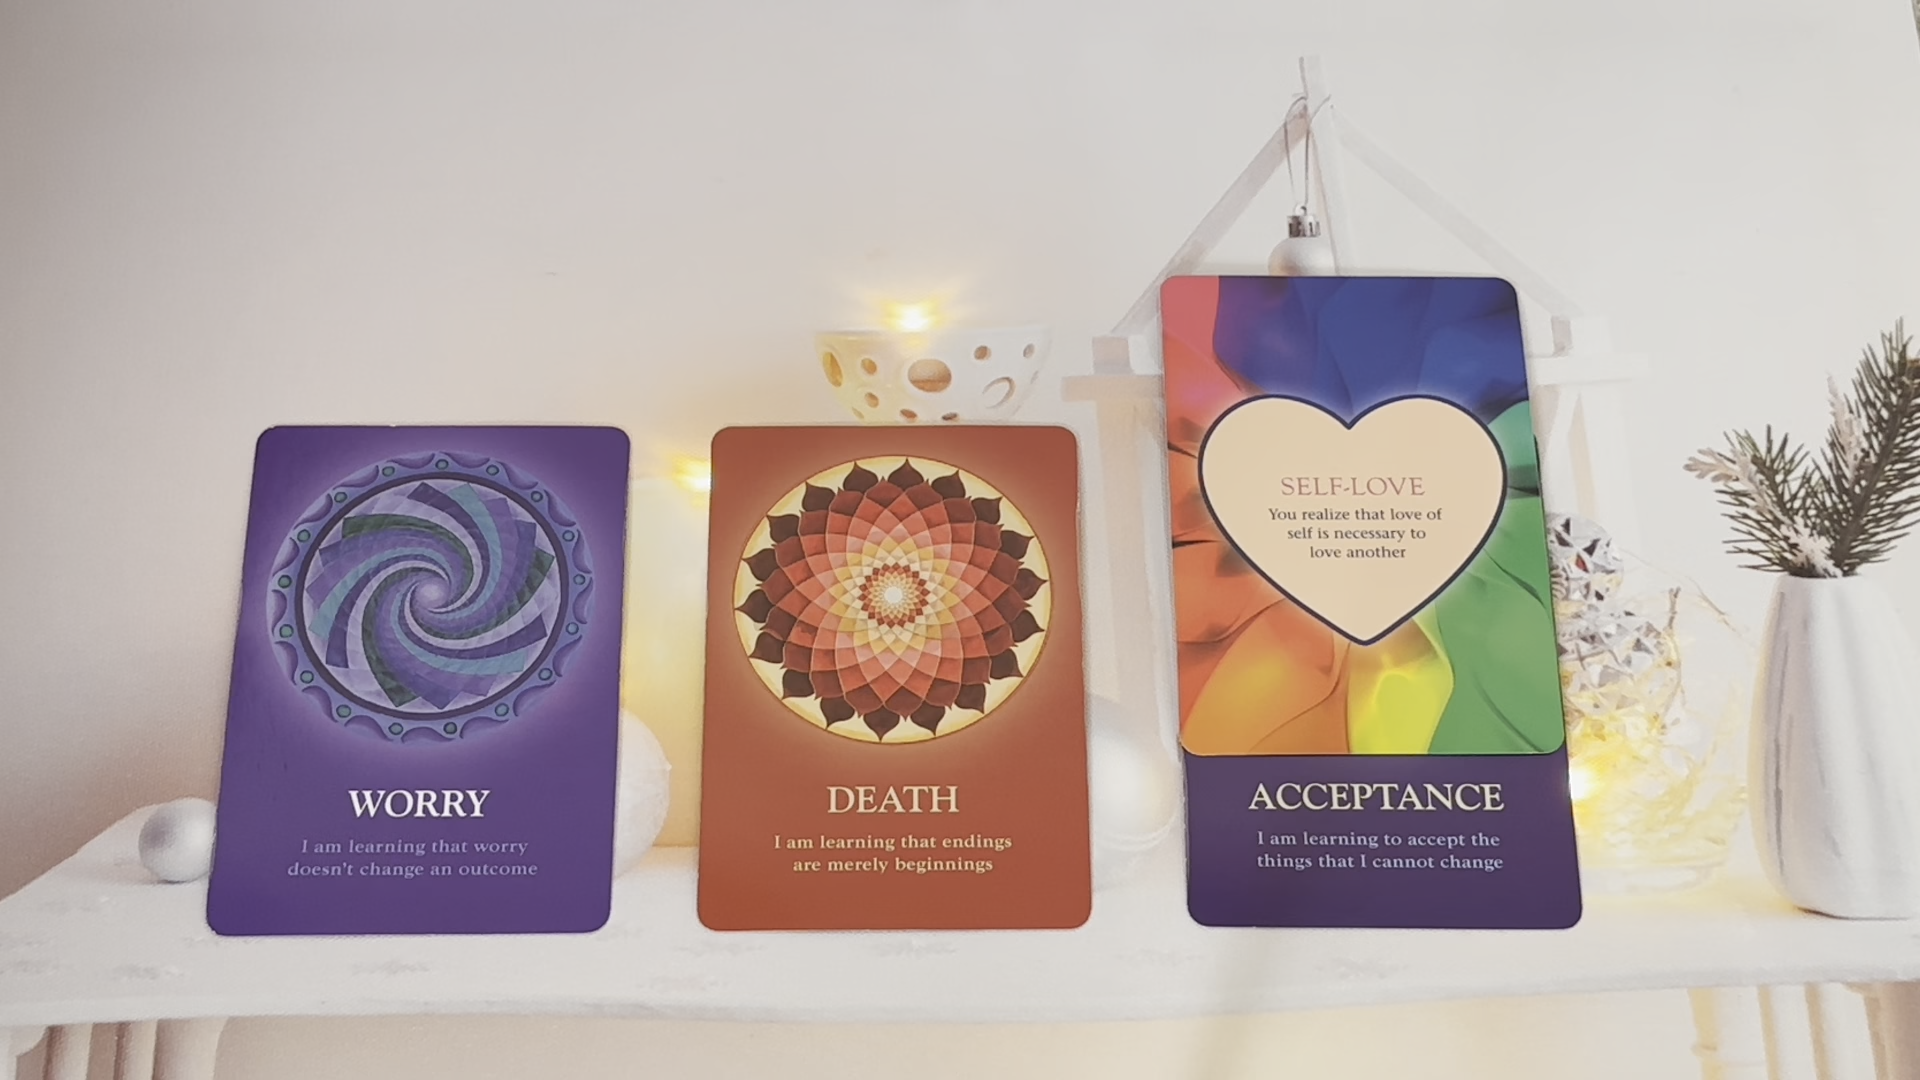 WORRY
I am learning that worry
doesn't change an outcome
DEATH
I am learning that endings
are merely beginnings
SELF-LOVE
You realize that love of
self is necessary to
love another
ACCEPTANCE
I am learning to accept the
things that I cannot change